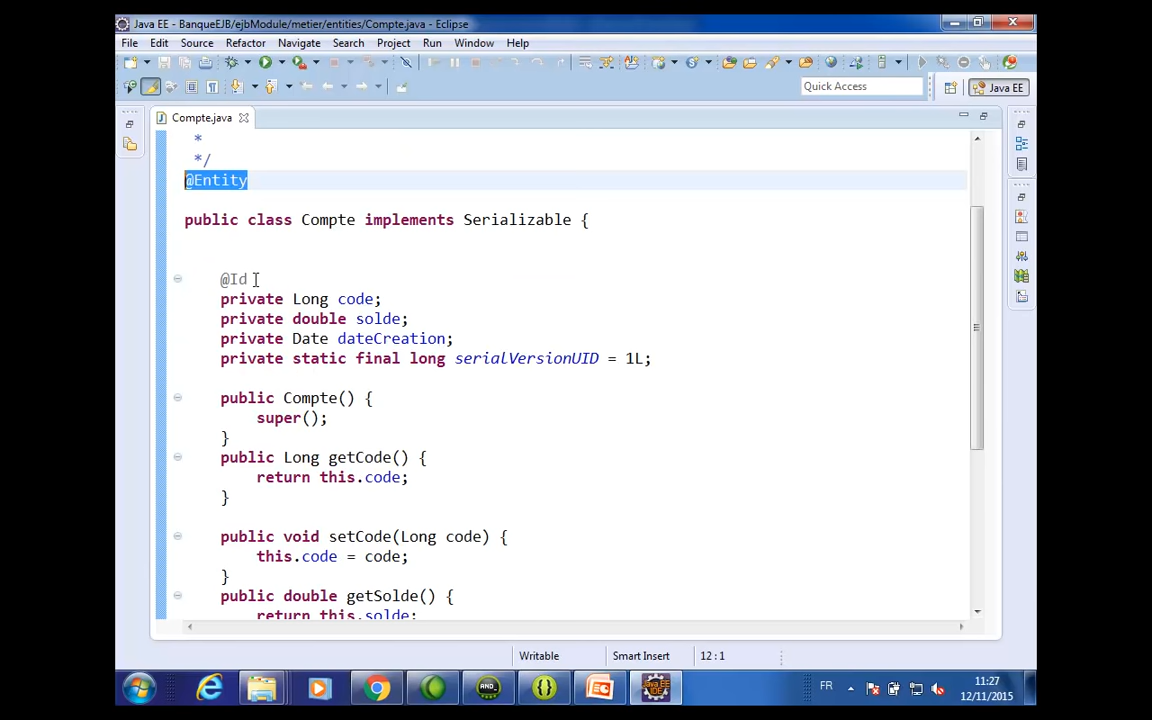 Java EE - BanqueEJB/ejbModule/metier/entities/Compte.java - Eclipse
File Edit Source Refactor Navigate Search Project Run Window Help
Quick Access
Java EE
Compte.java
*
*/
@Entity
public class Compte implements Serializable {
@Id
private Long code;
private double solde;
private Date dateCreation;
private static final long serialVersionUID = 1L;
public Compte() {
super();
}
public Long getCode() {
return this.code;
}
public void setCode(Long code) {
this.code = code;
}
public double getSolde() {
return this.solde;
Writable Smart Insert 12 : 1
FR
11:27
12/11/2015